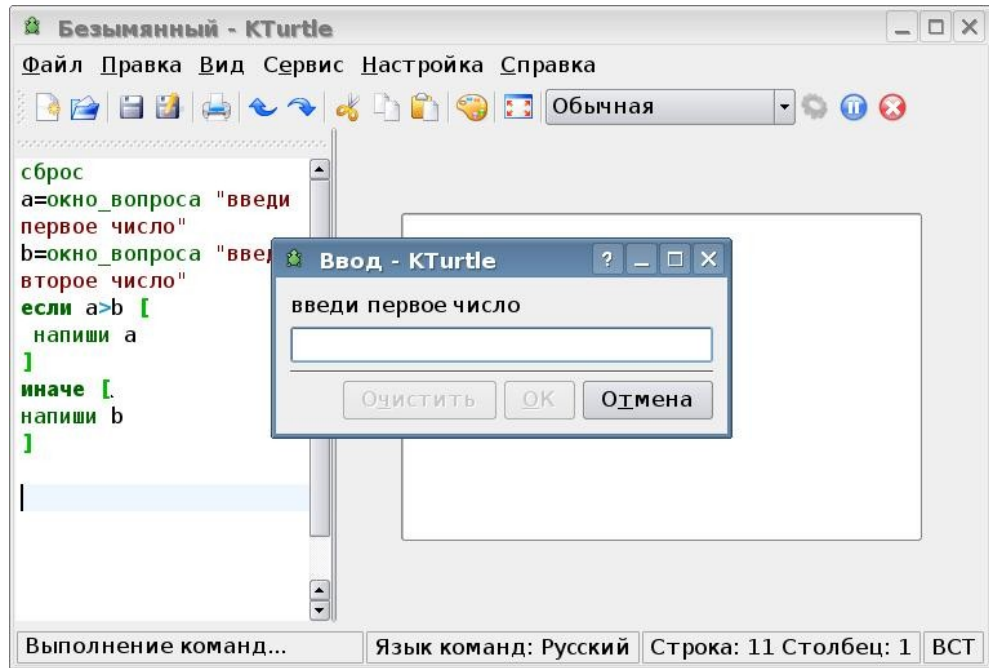 Безымянный - KTurtle
Файл Правка Вид Сервис Настройка Справка
Обычная
сброс
a=окно_вопроса "введи
первое число"
b=окно_вопроса "введ
второе число"
если a>b [
напиши a
]
иначе [
напиши b
]
Ввод - KTurtle
введи первое число
Очистить ОК Отмена
Выполнение команд... Язык команд: Русский Строка: 11 Столбец: 1 ВСТ